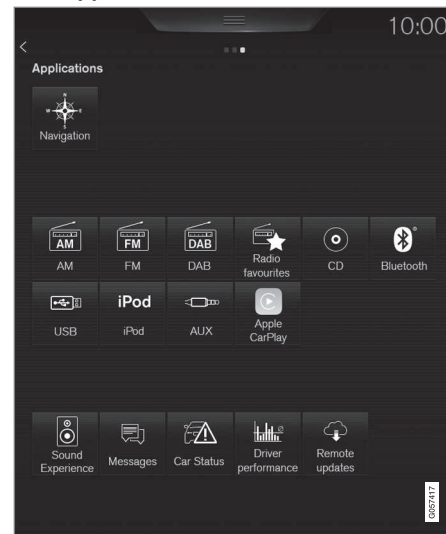 10:00
Applications
N
W E
S
Navigation
AM FM DAB
AM FM DAB Radio favourites CD Bluetooth
iPod
USB iPod AUX Apple CarPlay
Sound Experience Messages Car Status Driver performance Remote updates
G057417